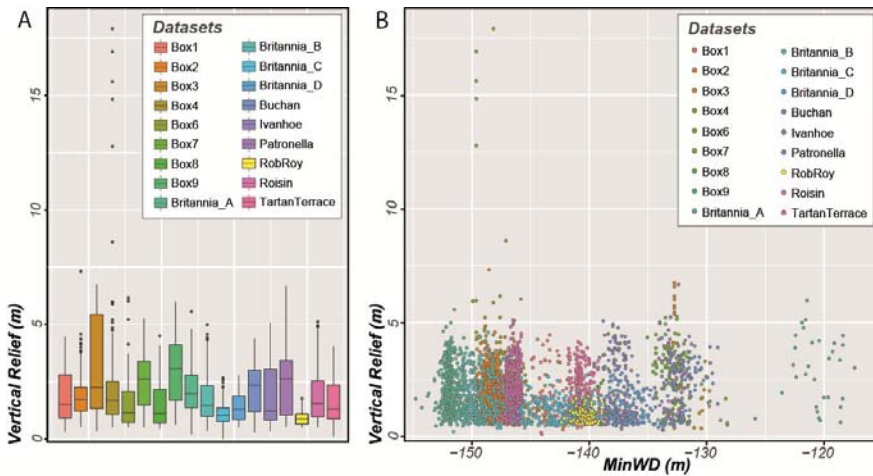 A
Datasets
Box1
Box2
Box3
Box4
Box6
Box7
Box8
Box9
Britannia_A
Britannia_B
Britannia_C
Britannia_D
Buchan
Ivanhoe
Patronella
RobRoy
Roisin
TartanTerrace
Vertical Relief (m)
15
10
5
0
B
Datasets
Box1
Box2
Box3
Box4
Box6
Box7
Box8
Box9
Britannia_A
Britannia_B
Britannia_C
Britannia_D
Buchan
Ivanhoe
Patronella
RobRoy
Roisin
TartanTerrace
Vertical Relief (m)
15
10
5
0
−150
−140
−130
−120
MinWD (m)